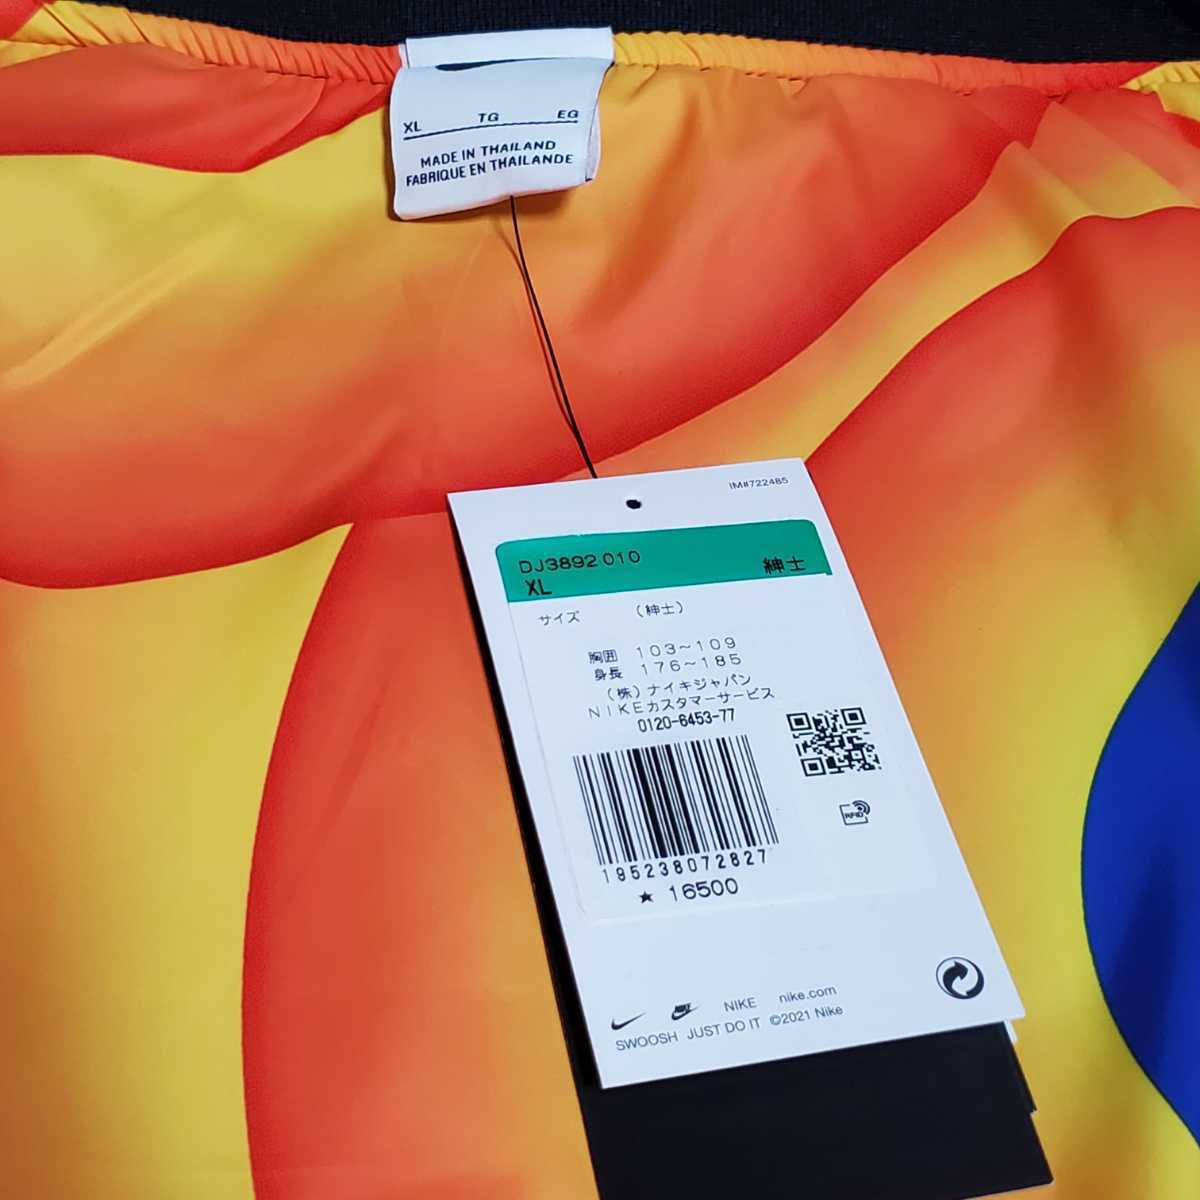 XL TG EG
MADE IN THAILAND
FABRIQUE EN THAILANDE
IM#722485
DJ3892 010
XL 紳士
サイズ (紳士)
胸囲 103~109
身長 176~185
(株)ナイキジャパン
NIKEカスタマーサービス
0120-6453-77
RFID
195238072827
★ 16500
NIKE NIKE nike.com
SWOOSH JUST DO IT ©2021 Nike